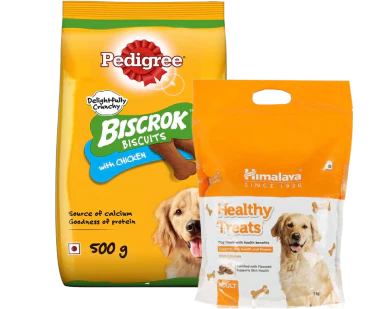 Pedigree
Delightfully
Crunchy
BISCROK
BISCUITS
with CHICKEN
Source of calcium
Goodness of protein
500 g
Himalaya
SINCE 1930
Healthy
Treats
ADULT